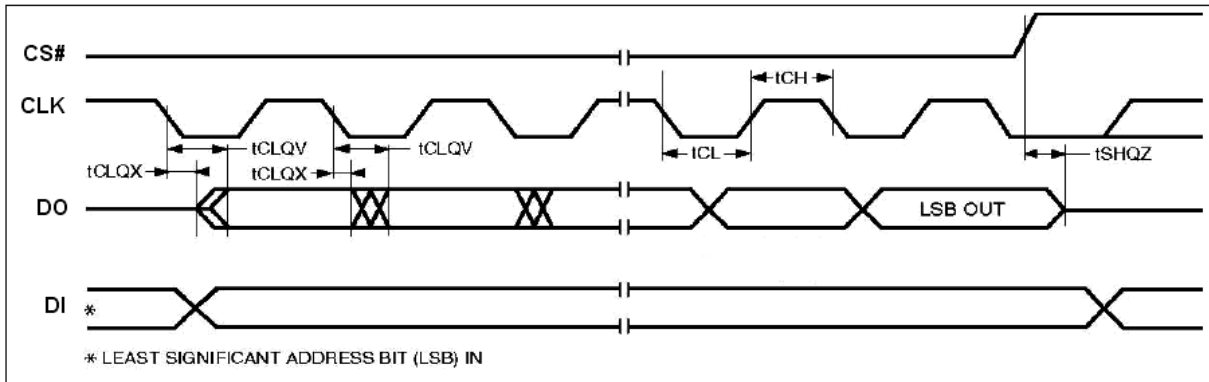 CS#
tCH
CLK
tCLQV
tCLQV
tCL
tSHQZ
tCLQX
tCLQX
DO
LSB OUT
DI
*
* LEAST SIGNIFICANT ADDRESS BIT (LSB) IN